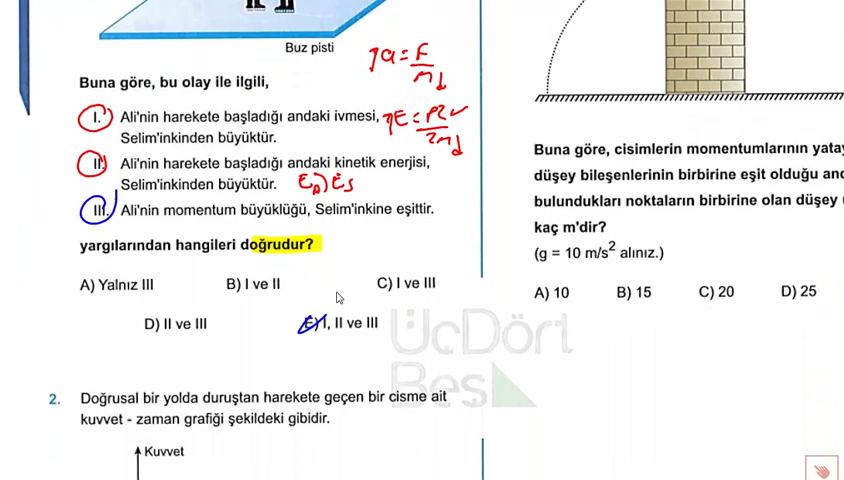 Buz pisti
a = F/m
Buna göre, bu olay ile ilgili,
I. Ali'nin harekete başladığı andaki ivmesi,
Selim'inkinden büyüktür.
E = P2/2m
II. Ali'nin harekete başladığı andaki kinetik enerjisi,
Selim'inkinden büyüktür.
III. Ali'nin momentum büyüklüğü, Selim'inkine eşittir.
yargılarından hangileri doğrudur?
A) Yalnız III
B) I ve II
C) I ve III
D) II ve III
E) I, II ve III
2. Doğrusal bir yolda duruştan harekete geçen bir cisme ait
kuvvet - zaman grafiği şekildeki gibidir.
Kuvvet
Buna göre, cisimlerin momentumlarının yatay
düşey bileşenlerinin birbirine eşit olduğu
bulundukları noktaların birbirine olan düşey
kaç m'dir?
(g = 10 m/s² alınız.)
A) 10
B) 15
C) 20
D) 25
ÜçDört
Beş